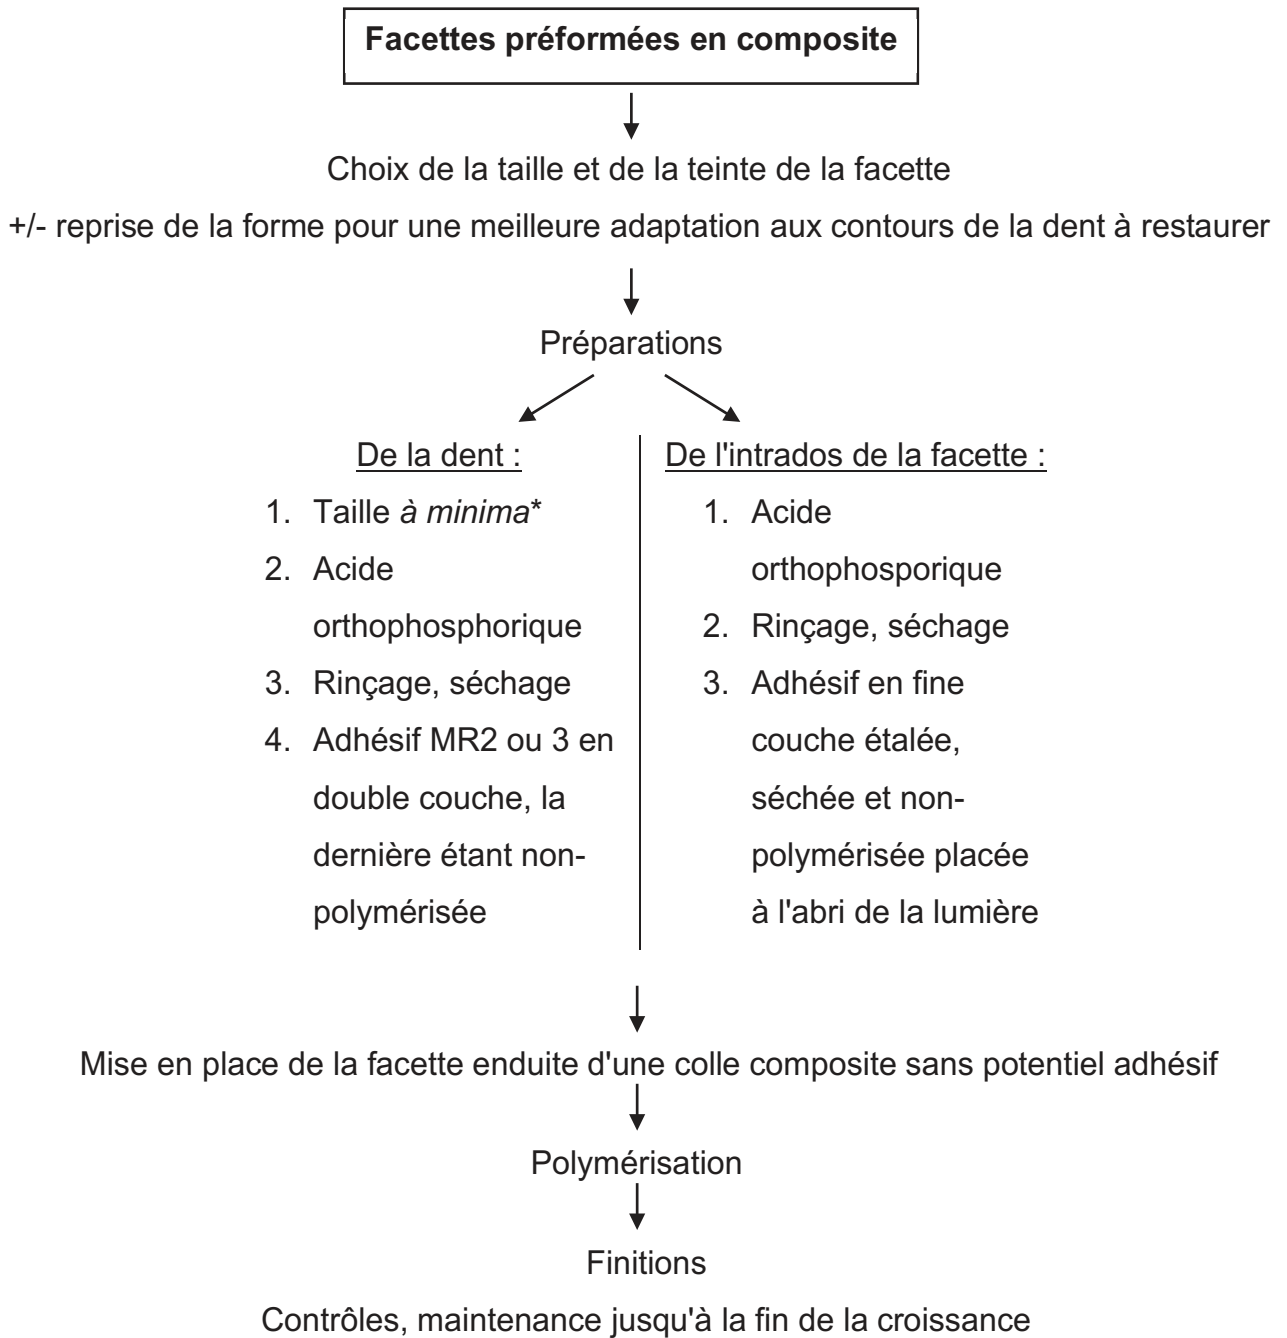 Facettes préformées en composite
Choix de la taille et de la teinte de la facette
+/- reprise de la forme pour une meilleure adaptation aux contours de la dent à restaurer
Préparations
De la dent :
1. Taille à minima*
2. Acide
orthophosphorique
3. Rinçage, séchage
4. Adhésif MR2 ou 3 en
double couche, la
dernière étant non-
polymérisée
De l'intrados de la facette :
1. Acide
orthophosporique
2. Rinçage, séchage
3. Adhésif en fine
couche étalée,
séchée et non-
polymérisée placée
à l'abri de la lumière
Mise en place de la facette enduite d'une colle composite sans potentiel adhésif
Polymérisation
Finitions
Contrôles, maintenance jusqu'à la fin de la croissance